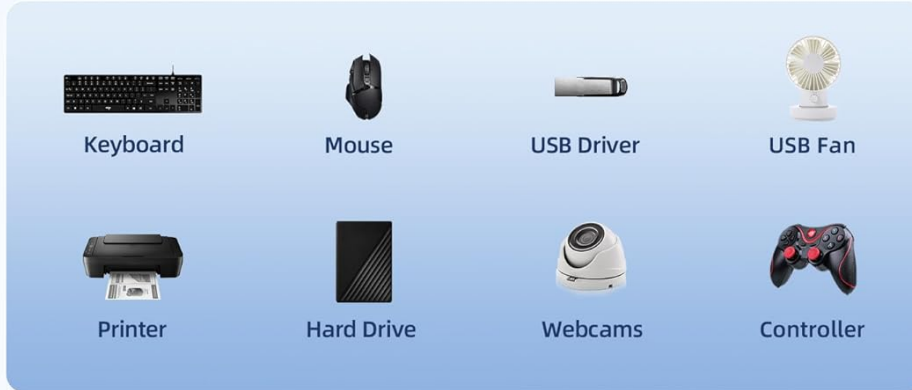 Keyboard
Mouse
USB Driver
USB Fan
Printer
Hard Drive
Webcams
Controller